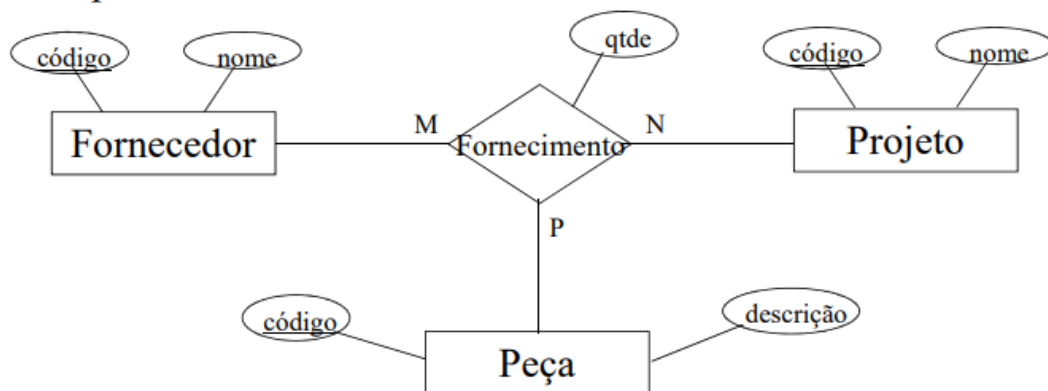 qtde
código nome código nome
M N
Fornecedor Fornecimento Projeto
P
código descrição
Peça